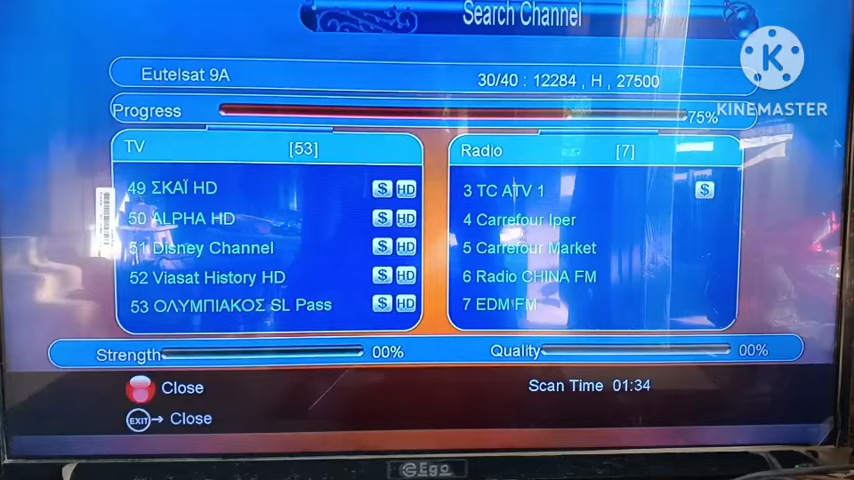 Search Channel
KINEMASTER
Eutelsat 9A
30/40 : 12284 , H , 27500
Progress
75%
TV [53]
49 ΣΚΑΪ HD $ HD
50 ALPHA HD $ HD
51 Disney Channel $ HD
52 Viasat History HD $ HD
53 ΟΛΥΜΠΙΑΚΟΣ SL Pass $ HD
Radio [7]
3 TC ATV 1 $
4 Carrefour Iper
5 Carrefour Market
6 Radio CHINA FM
7 EDM FM
Strength 00%
Quality 00%
Close
Scan Time 01:34
EXIT Close
Ego